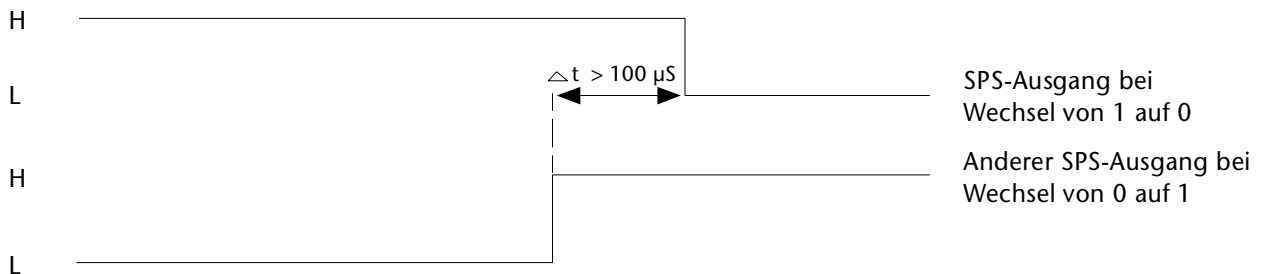 H
△t > 100 µS
L
SPS-Ausgang bei
Wechsel von 1 auf 0
H
Anderer SPS-Ausgang bei
Wechsel von 0 auf 1
L